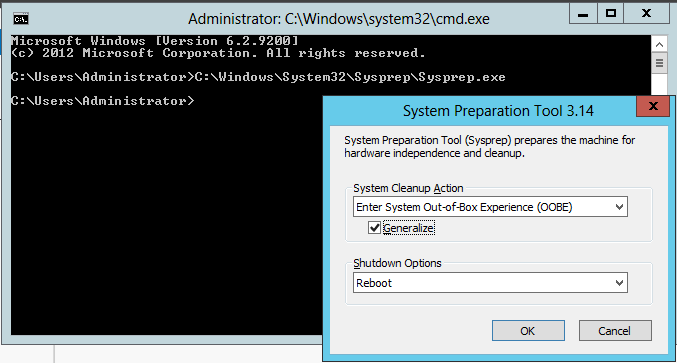 Administrator: C:\Windows\system32\cmd.exe
Microsoft Windows [Version 6.2.9200]
(c) 2012 Microsoft Corporation. All rights reserved.
C:\Users\Administrator>C:\Windows\System32\Sysprep\Sysprep.exe
C:\Users\Administrator>
System Preparation Tool 3.14
System Preparation Tool (Sysprep) prepares the machine for
hardware independence and cleanup.
System Cleanup Action
Enter System Out-of-Box Experience (OOBE)
Generalize
Shutdown Options
Reboot
OK Cancel